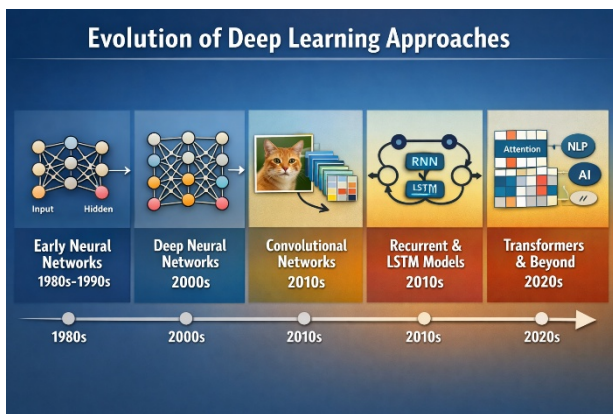 Evolution of Deep Learning Approaches
Input
Hidden
RNN
LSTM
Attention
NLP
AI
Early Neural
Networks
1980s-1990s
Deep Neural
Networks
2000s
Convolutional
Networks
2010s
Recurrent &
LSTM Models
2010s
Transformers
& Beyond
2020s
1980s
2000s
2010s
2010s
2020s